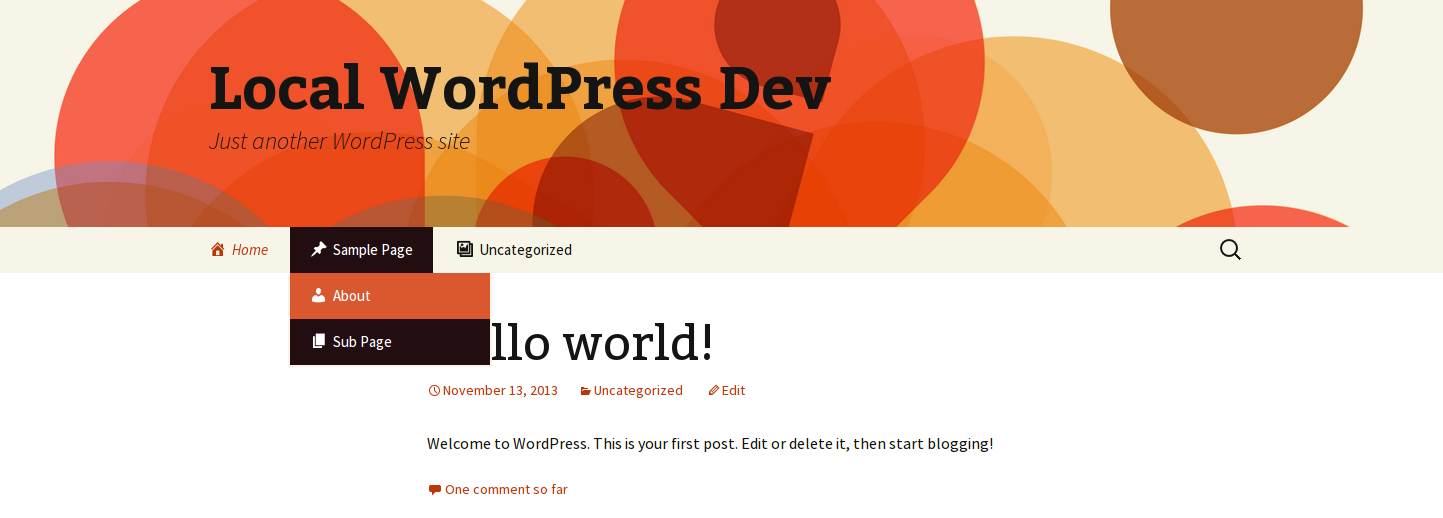 Local WordPress Dev
Just another WordPress site
Home Sample Page Uncategorized
About
Sub Page
llo world!
November 13, 2013 Uncategorized Edit
Welcome to WordPress. This is your first post. Edit or delete it, then start blogging!
One comment so far